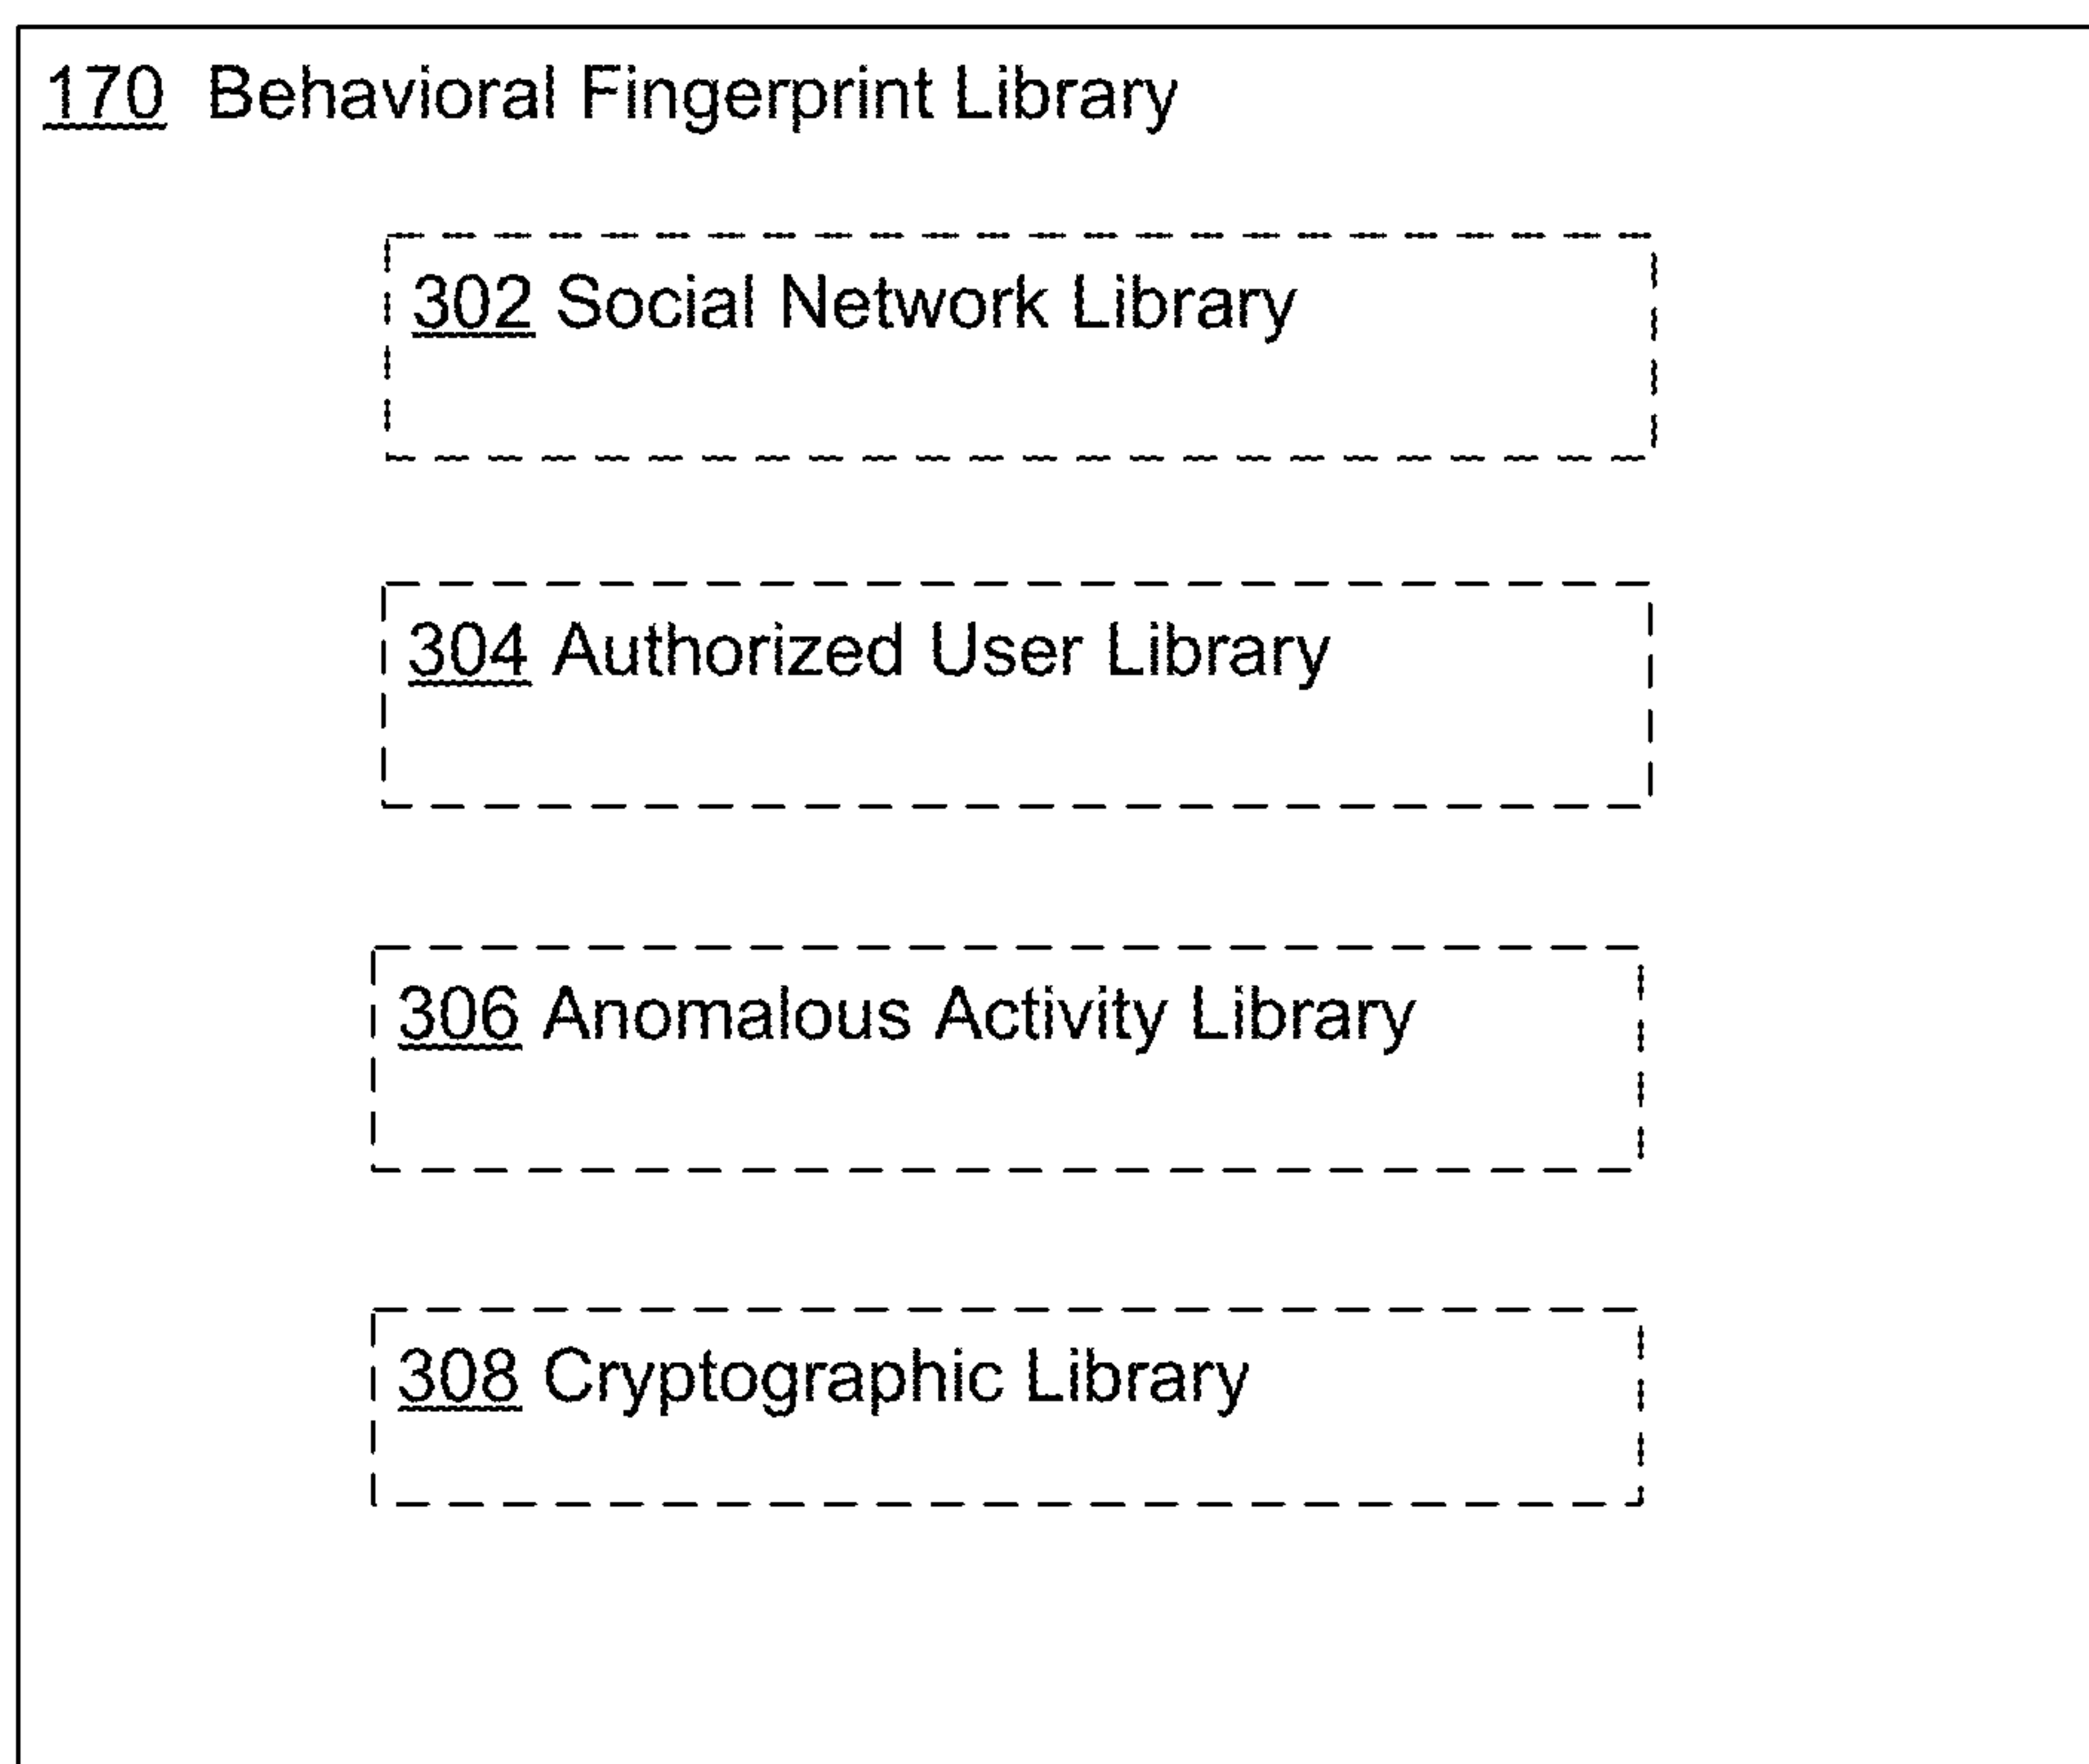 170 Behavioral Fingerprint Library
302 Social Network Library
304 Authorized User Library
306 Anomalous Activity Library
308 Cryptographic Library